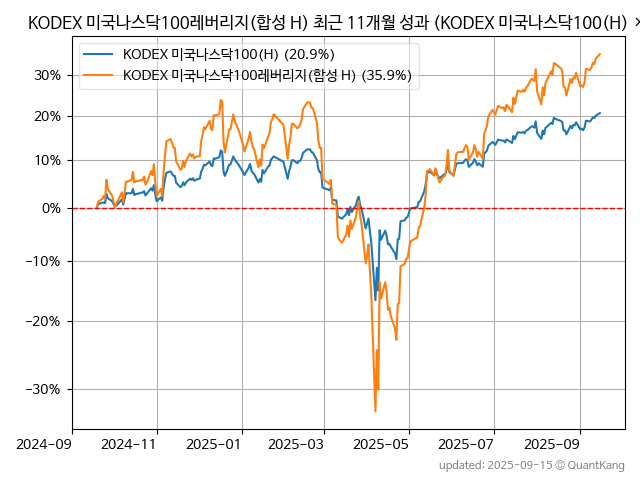 KODEX 미국나스닥100레버리지(합성 H) 최근 11개월 성과 (KODEX 미국나스닥100(H)
KODEX 미국나스닥100(H) (20.9%)
KODEX 미국나스닥100레버리지(합성 H) (35.9%)
30%
20%
10%
0%
−10%
−20%
−30%
2024-09 2024-11 2025-01 2025-03 2025-05 2025-07 2025-09
updated: 2025-09-15 © QuantKang